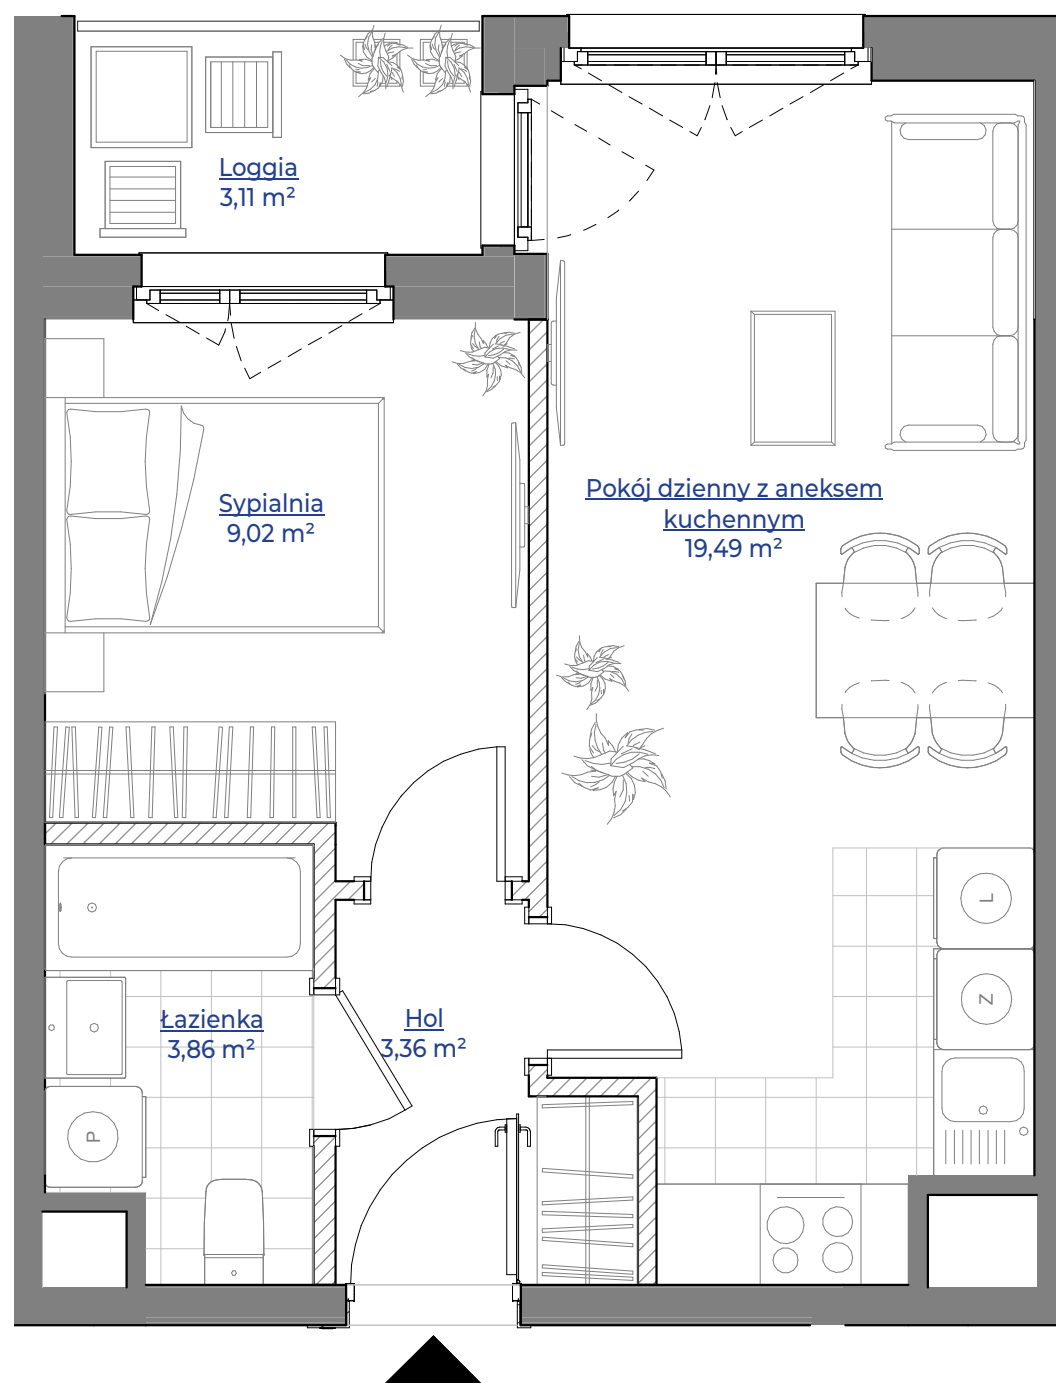 Loggia
3,11 m²
Sypialnia
9,02 m²
Pokój dzienny z aneksem
kuchennym
19,49 m²
L
Z
Łazienka
3,86 m²
Hol
3,36 m²
P